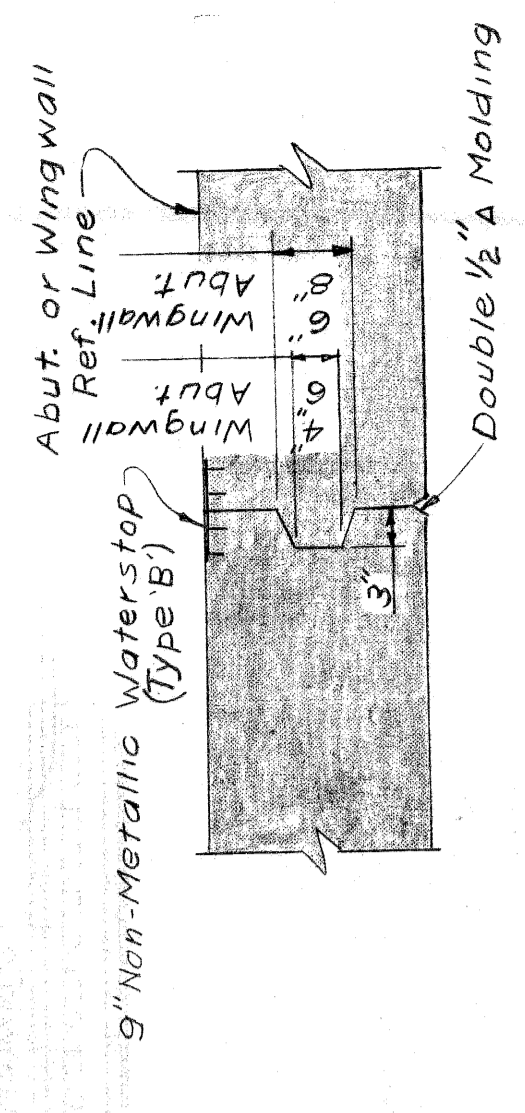 9" Non-Metallic Waterstop
(Type 'B')
Abut. or Wingwall
Ref. Line
4" Wingwall
6" Abut.
6" Wingwall
8" Abut.
3"
Double ½" Δ Molding